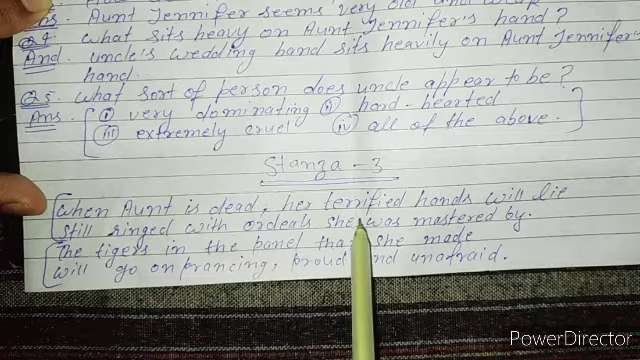 Ans. Aunt Jennifer seems very old and
Q4 What sits heavy on Aunt Jennifer's hand?
And. Uncle's wedding band sits heavily on Aunt Jennifer's
hand.
Q5. What sort of person does uncle appear to be?
Ans. (i) very dominating (ii) hard-hearted
(iii) extremely cruel (iv) all of the above.
Stanza - 3
When Aunt is dead, her terrified hands will lie
Still ringed with ordeals she was mastered by.
The tigers in the panel that she made
will go on prancing, proud and unafraid.
PowerDirector